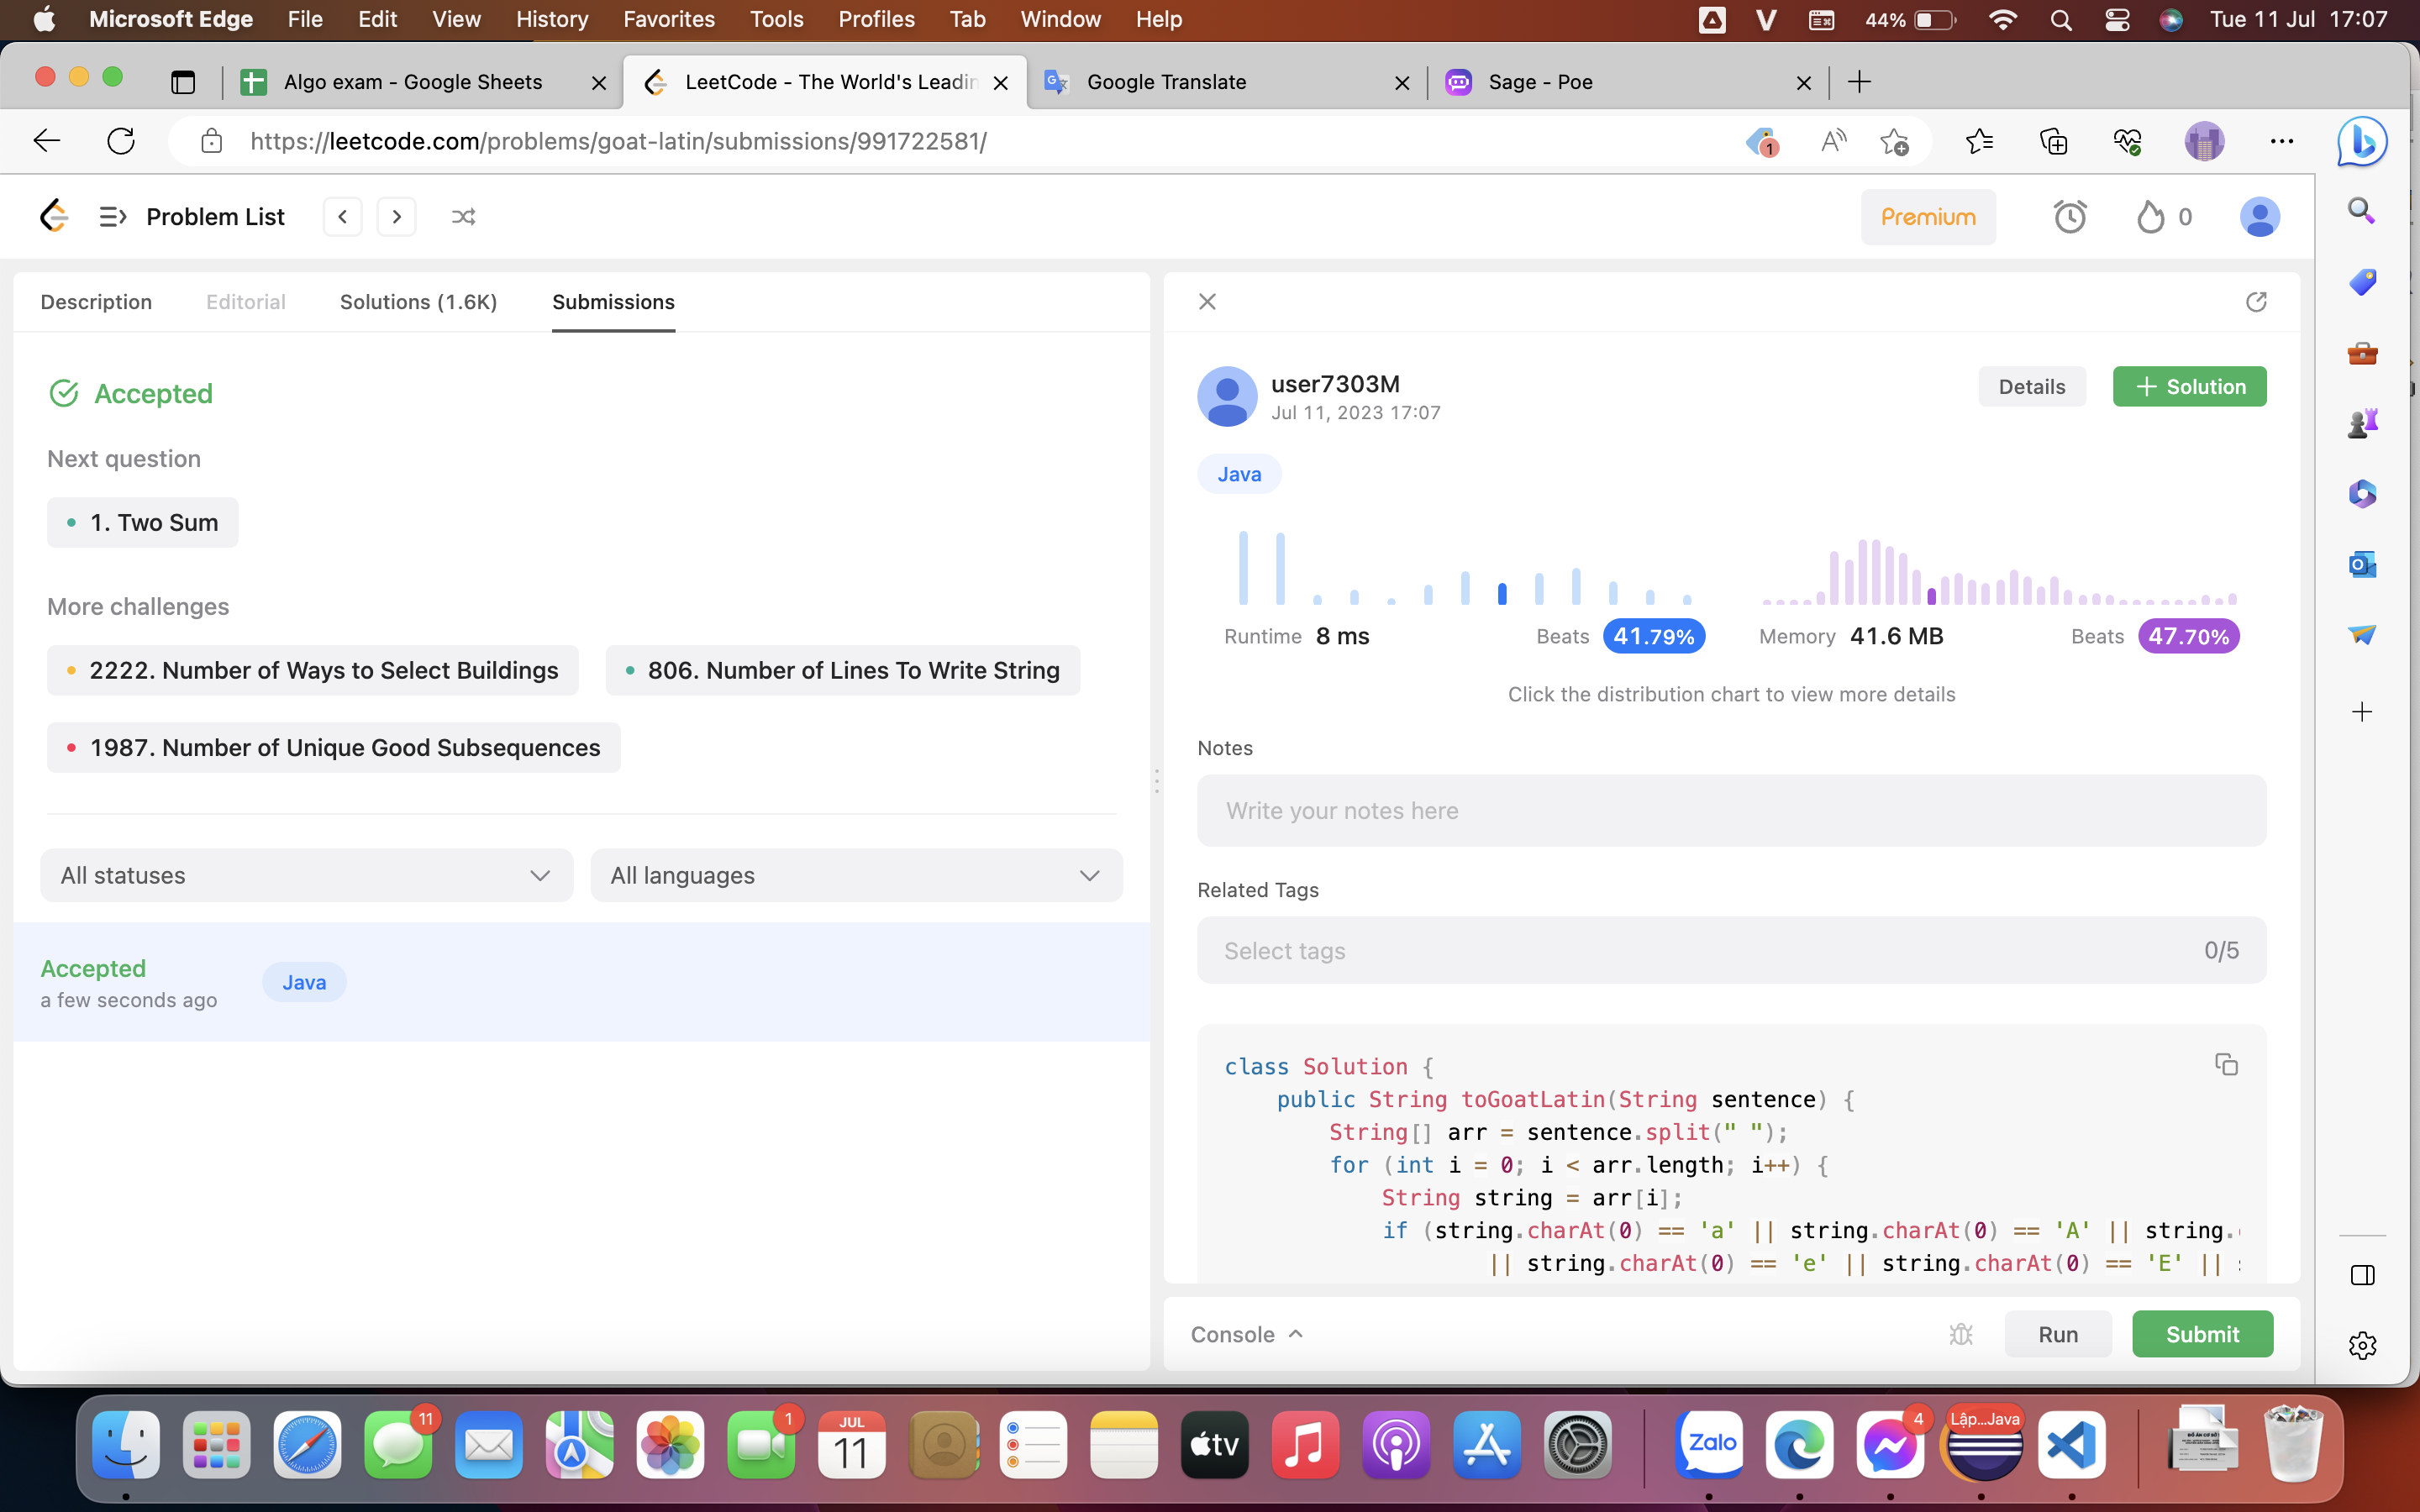 Microsoft Edge File Edit View History Favorites Tools Profiles Tab Window Help 44% Tue 11 Jul 17:07
Algo exam - Google Sheets LeetCode - The World's Leadin Google Translate Sage - Poe
https://leetcode.com/problems/goat-latin/submissions/991722581/ 1
Problem List Premium 0
Description Editorial Solutions (1.6K) Submissions
Accepted
Next question
1. Two Sum
More challenges
2222. Number of Ways to Select Buildings 806. Number of Lines To Write String
1987. Number of Unique Good Subsequences
All statuses All languages
Accepted
a few seconds ago
Java
user7303M
Jul 11, 2023 17:07
Details + Solution
Java
Runtime 8 ms Beats 41.79% Memory 41.6 MB Beats 47.70%
Click the distribution chart to view more details
Notes
Write your notes here
Related Tags
Select tags 0/5
class Solution {
public String toGoatLatin(String sentence) {
String[] arr = sentence.split(" ");
for (int i = 0; i < arr.length; i++) {
String string = arr[i];
if (string.charAt(0) == 'a' || string.charAt(0) == 'A' || string.
|| string.charAt(0) == 'e' || string.charAt(0) == 'E' ||
Console Run Submit
11 1 JUL 11 tv Zalo 4 Lập...Java